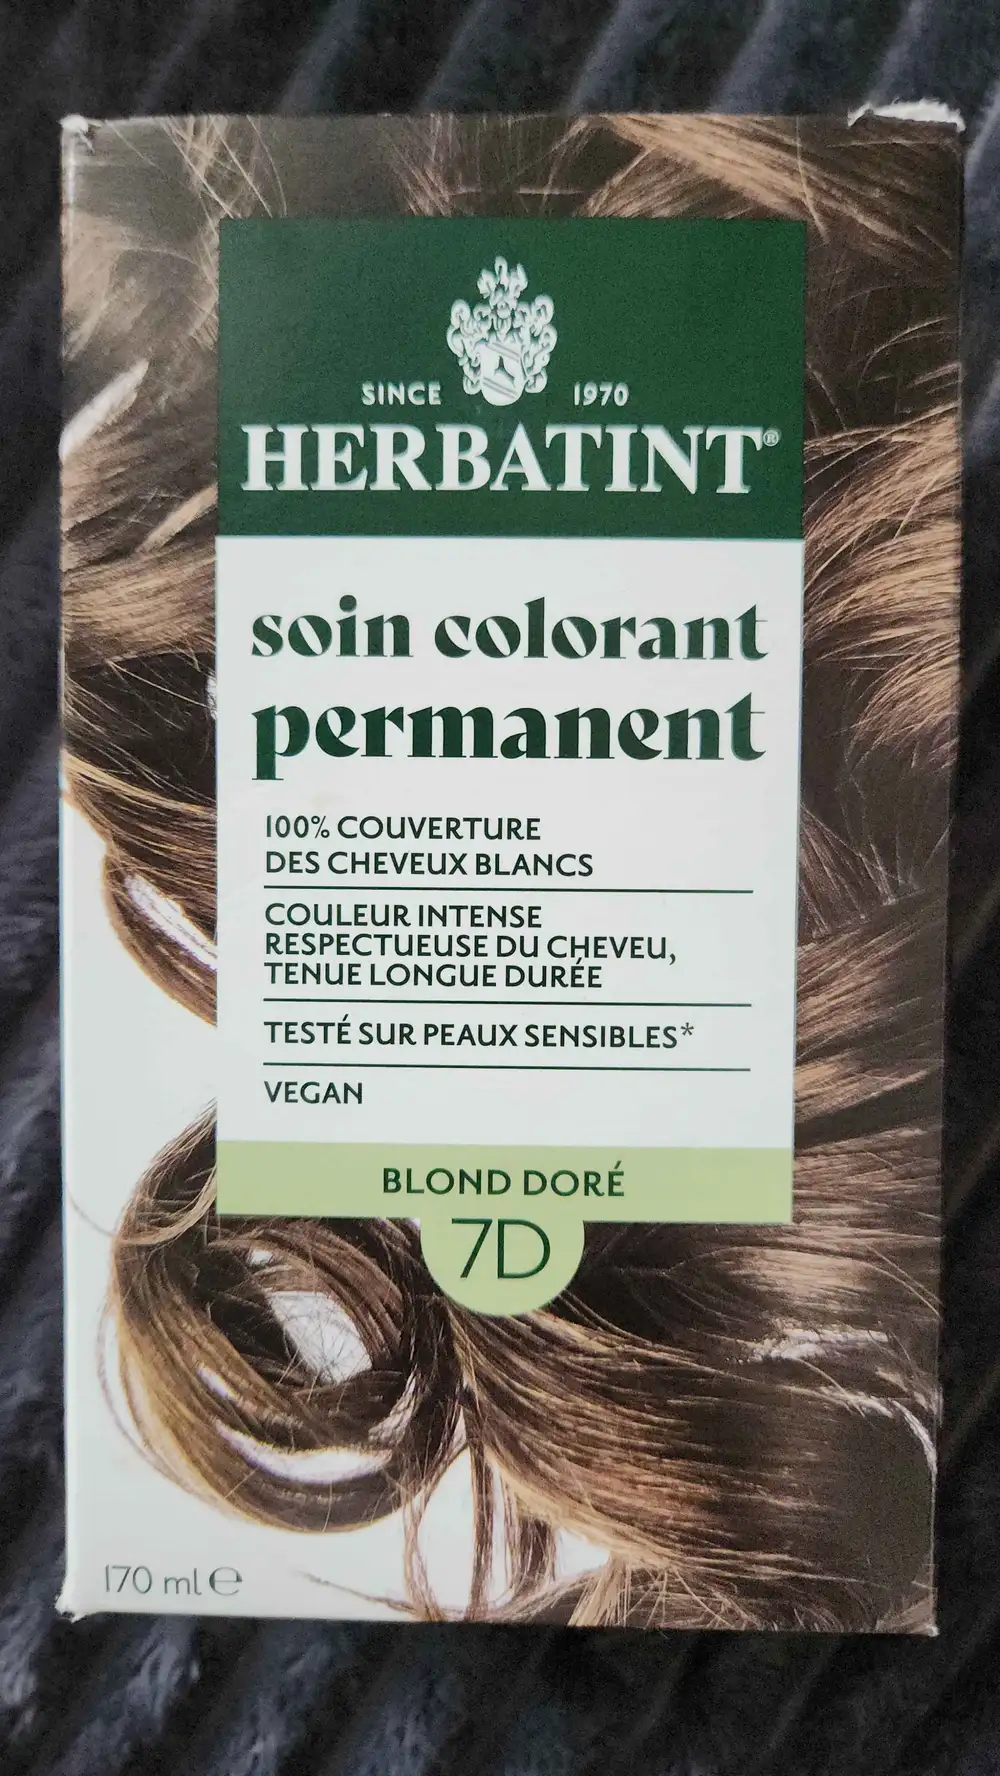 SINCE 1970
HERBATINT®
soin colorant
permanent
100% COUVERTURE
DES CHEVEUX BLANCS
COULEUR INTENSE
RESPECTUEUSE DU CHEVEU,
TENUE LONGUE DURÉE
TESTÉ SUR PEAUX SENSIBLES*
VEGAN
BLOND DORÉ
7D
170 ml ℮